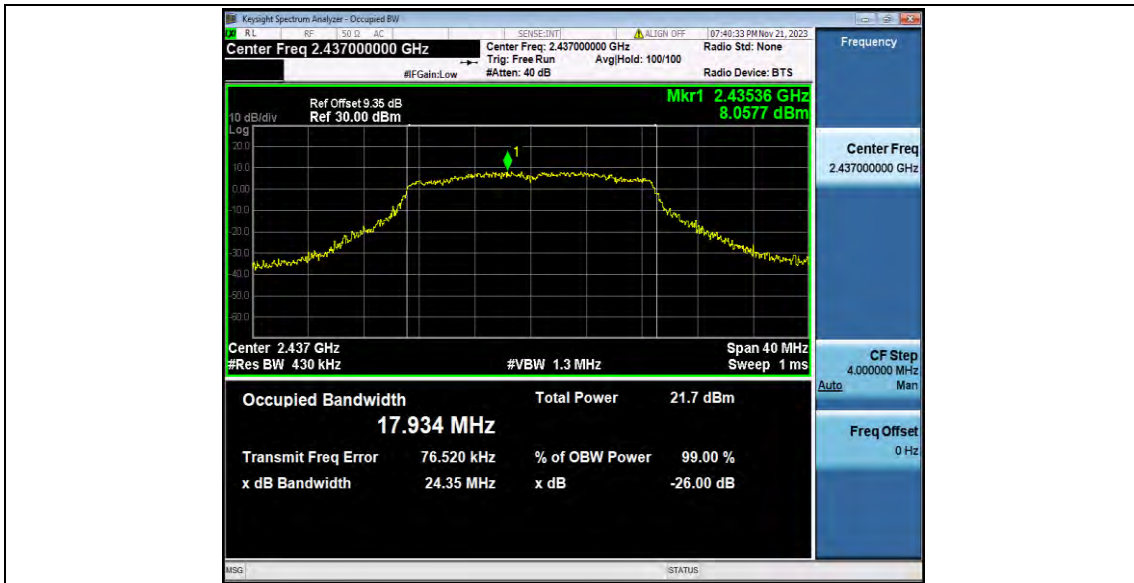 Keysight Spectrum Analyzer - Occupied BW
RL RF 50 Ω AC SENSE:INT ALIGN OFF 07:40:33 PM Nov 21, 2023
Center Freq 2.437000000 GHz
Center Freq: 2.437000000 GHz Radio Std: None
Trig: Free Run Avg|Hold: 100/100
#IFGain:Low #Atten: 40 dB Radio Device: BTS
Frequency
Mkr1 2.43536 GHz
8.0577 dBm
Ref Offset 9.35 dB
10 dB/div Ref 30.00 dBm
Log
20.0
10.0
0.00
-10.0
-20.0
-30.0
-40.0
-50.0
-60.0
1
Center 2.437 GHz Span 40 MHz
#Res BW 430 kHz #VBW 1.3 MHz Sweep 1 ms
Center Freq
2.437000000 GHz
CF Step
4.000000 MHz
Auto Man
Freq Offset
0 Hz
Occupied Bandwidth Total Power 21.7 dBm
17.934 MHz
Transmit Freq Error 76.520 kHz % of OBW Power 99.00 %
x dB Bandwidth 24.35 MHz x dB -26.00 dB
MSG STATUS